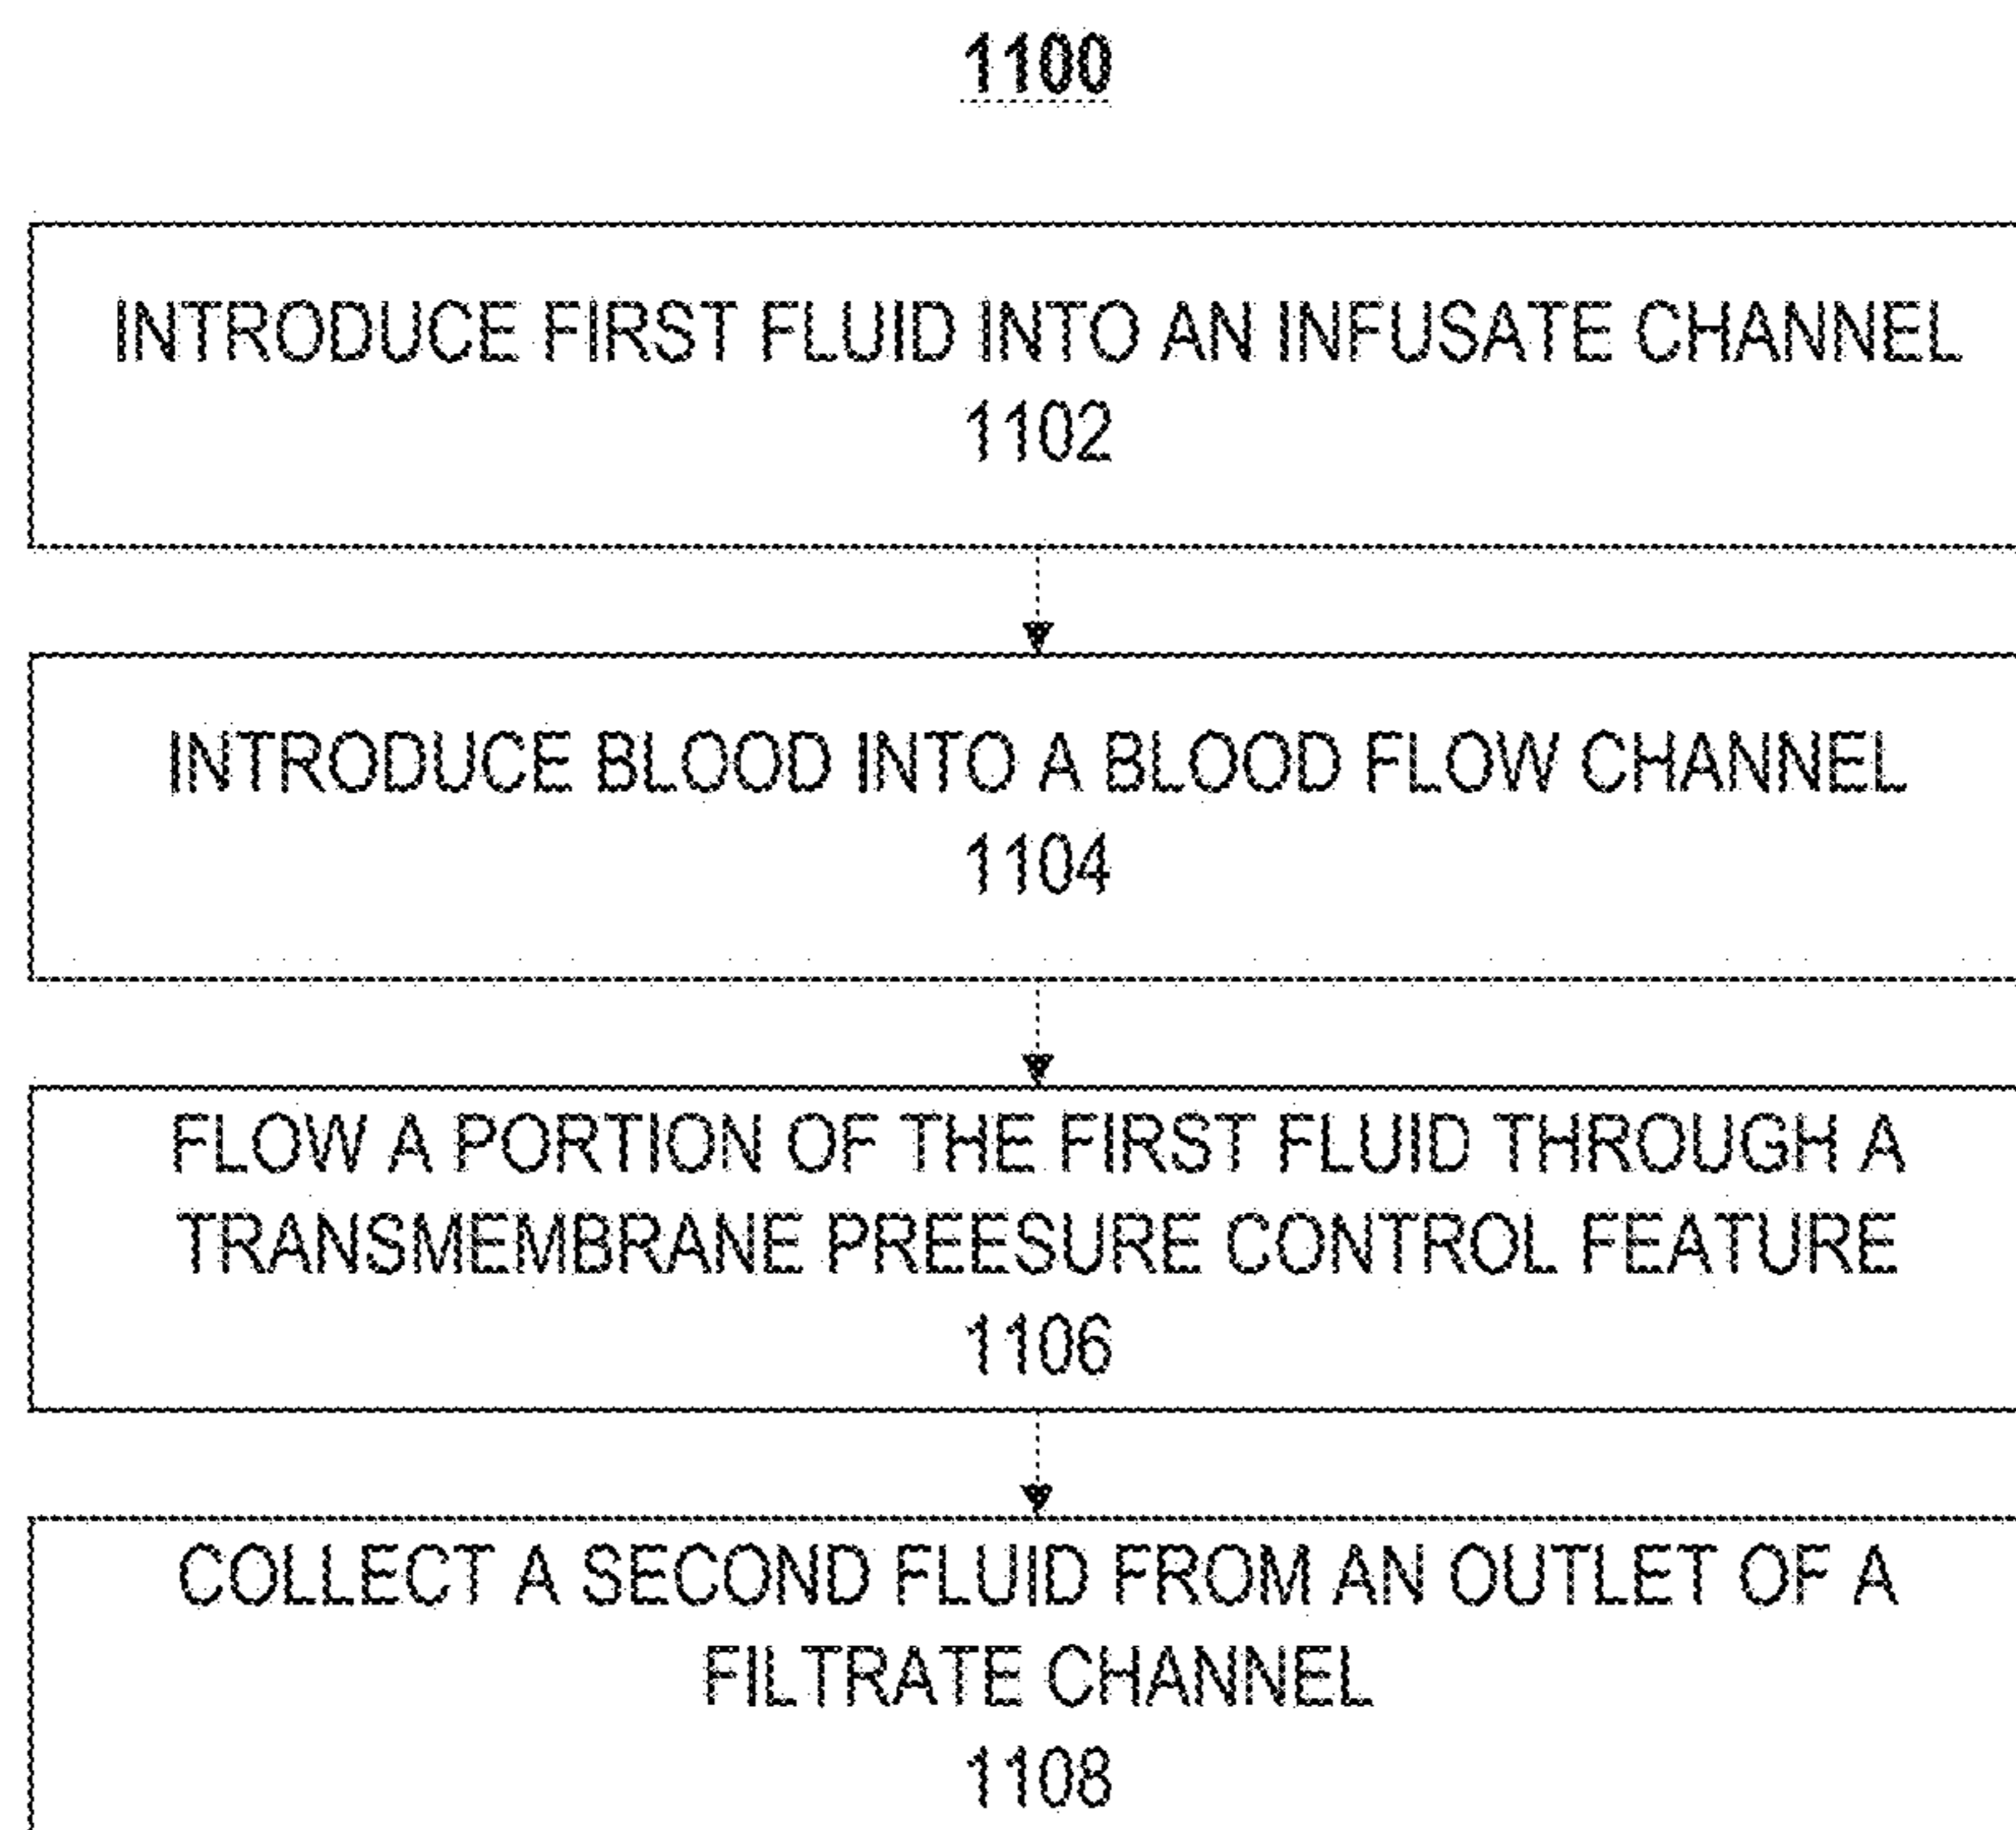 1100
INTRODUCE FIRST FLUID INTO AN INFUSATE CHANNEL
1102
INTRODUCE BLOOD INTO A BLOOD FLOW CHANNEL
1104
FLOW A PORTION OF THE FIRST FLUID THROUGH A
TRANSMEMBRANE PREESURE CONTROL FEATURE
1106
COLLECT A SECOND FLUID FROM AN OUTLET OF A
FILTRATE CHANNEL
1108